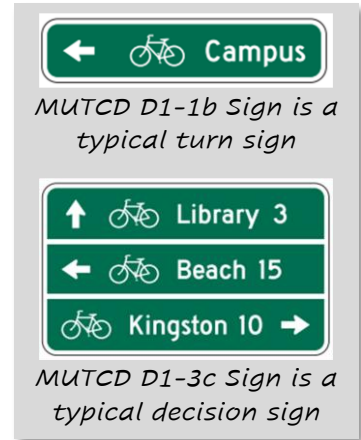 Campus
MUTCD D1-1b Sign is a
typical turn sign
Library 3
Beach 15
Kingston 10
MUTCD D1-3c Sign is a
typical decision sign